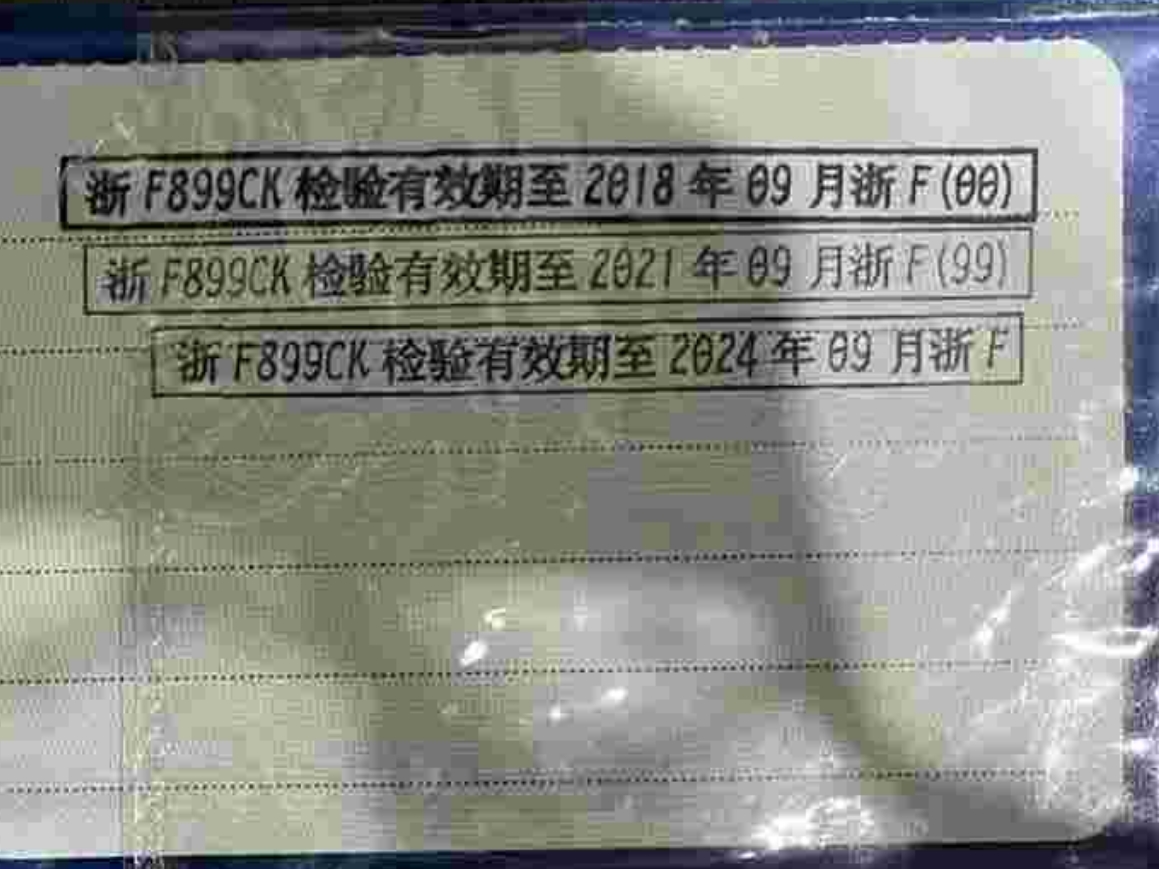 浙 F899CK 检验有效期至 2018 年 09 月浙 F(00)
浙 F899CK 检验有效期至 2021 年 09 月浙 F(99)
浙 F899CK 检验有效期至 2024 年 09 月浙 F